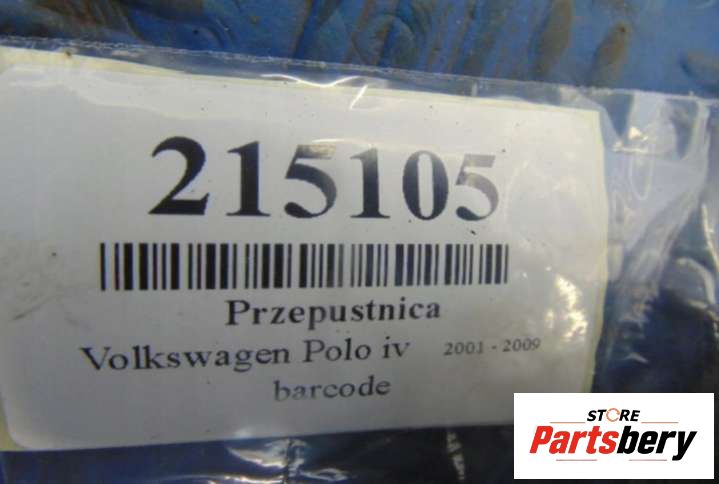 215105
Przepustnica
Volkswagen Polo iv 2001 - 2009
barcode
STORE
Partsbery